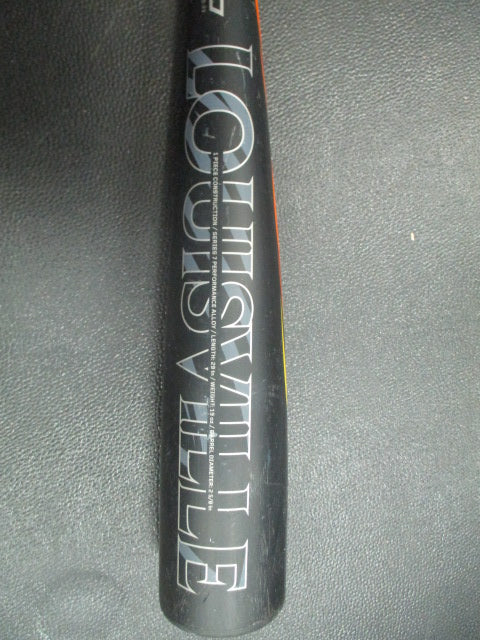 LOUISVILLE
1 PIECE CONSTRUCTION / SERIES 7 PERFORMANCE ALLOY / LENGTH: 29 in / WEIGHT: 19 oz / BARREL DIAMETER: 2 5/8 in